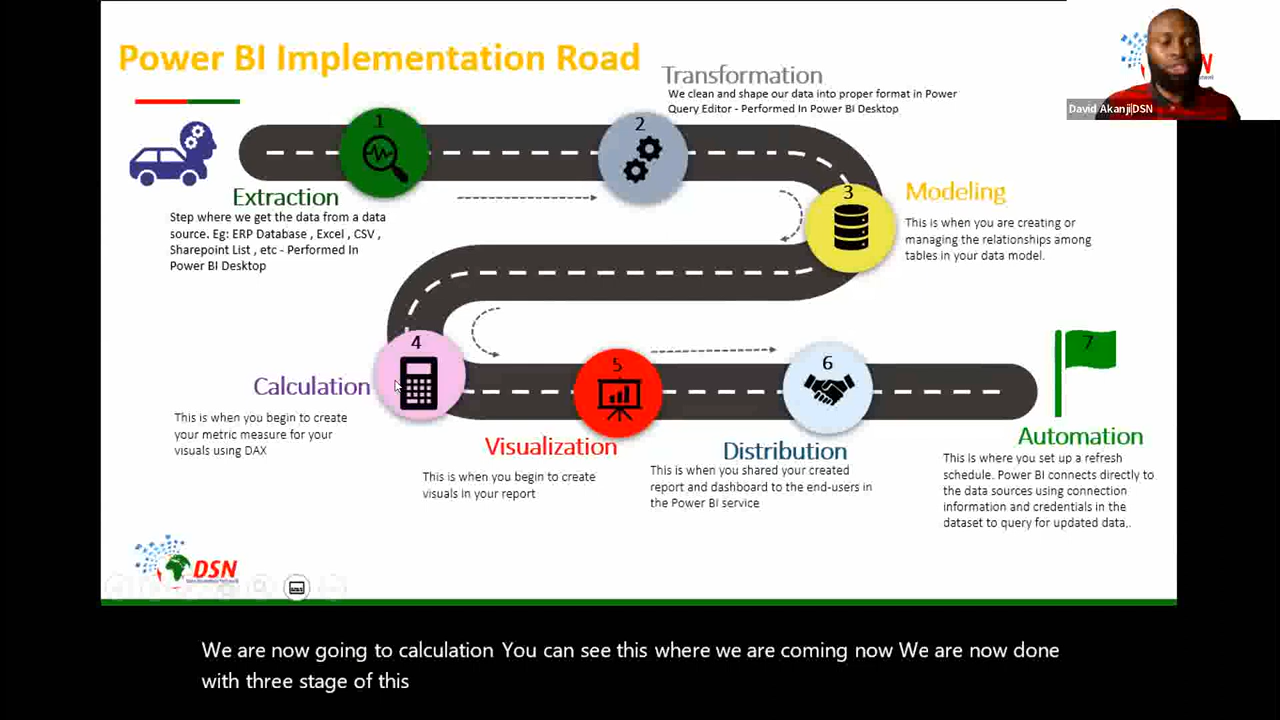 Power BI Implementation Road
Transformation
We clean and shape our data into proper format in Power
Query Editor - Performed In Power BI Desktop
N
David Akanji|DSN
1
2
3
Extraction
Step where we get the data from a data
source. Eg: ERP Database , Excel , CSV ,
Sharepoint List , etc - Performed In
Power BI Desktop
Modeling
This is when you are creating or
managing the relationships among
tables in your data model.
4
5
6
7
Calculation
This is when you begin to create
your metric measure for your
visuals using DAX
Visualization
This is when you begin to create
visuals in your report
Distribution
This is when you shared your created
report and dashboard to the end-users in
the Power BI service
Automation
This is where you set up a refresh
schedule. Power BI connects directly to
the data sources using connection
information and credentials in the
dataset to query for updated data,.
DSN
We are now going to calculation You can see this where we are coming now We are now done
with three stage of this